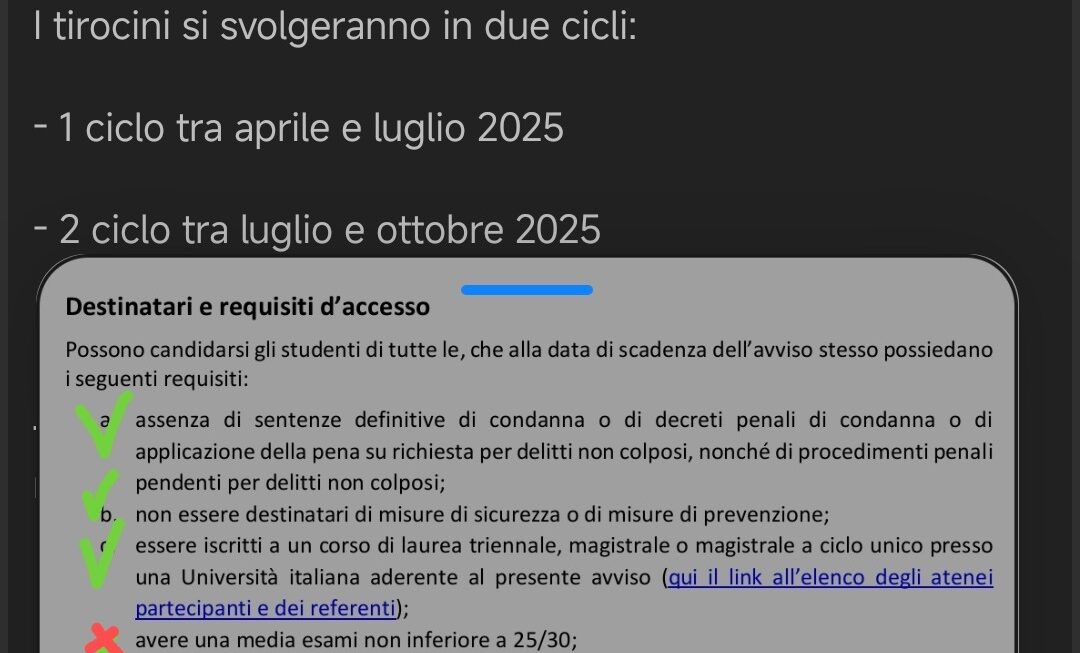 I tirocini si svolgeranno in due cicli:
- 1 ciclo tra aprile e luglio 2025
- 2 ciclo tra luglio e ottobre 2025
Destinatari e requisiti d’accesso
Possono candidarsi gli studenti di tutte le, che alla data di scadenza dell’avviso stesso possiedano
i seguenti requisiti:
a assenza di sentenze definitive di condanna o di decreti penali di condanna o di
applicazione della pena su richiesta per delitti non colposi, nonché di procedimenti penali
pendenti per delitti non colposi;
b. non essere destinatari di misure di sicurezza o di misure di prevenzione;
essere iscritti a un corso di laurea triennale, magistrale o magistrale a ciclo unico presso
una Università italiana aderente al presente avviso (qui il link all’elenco degli atenei
partecipanti e dei referenti);
avere una media esami non inferiore a 25/30;